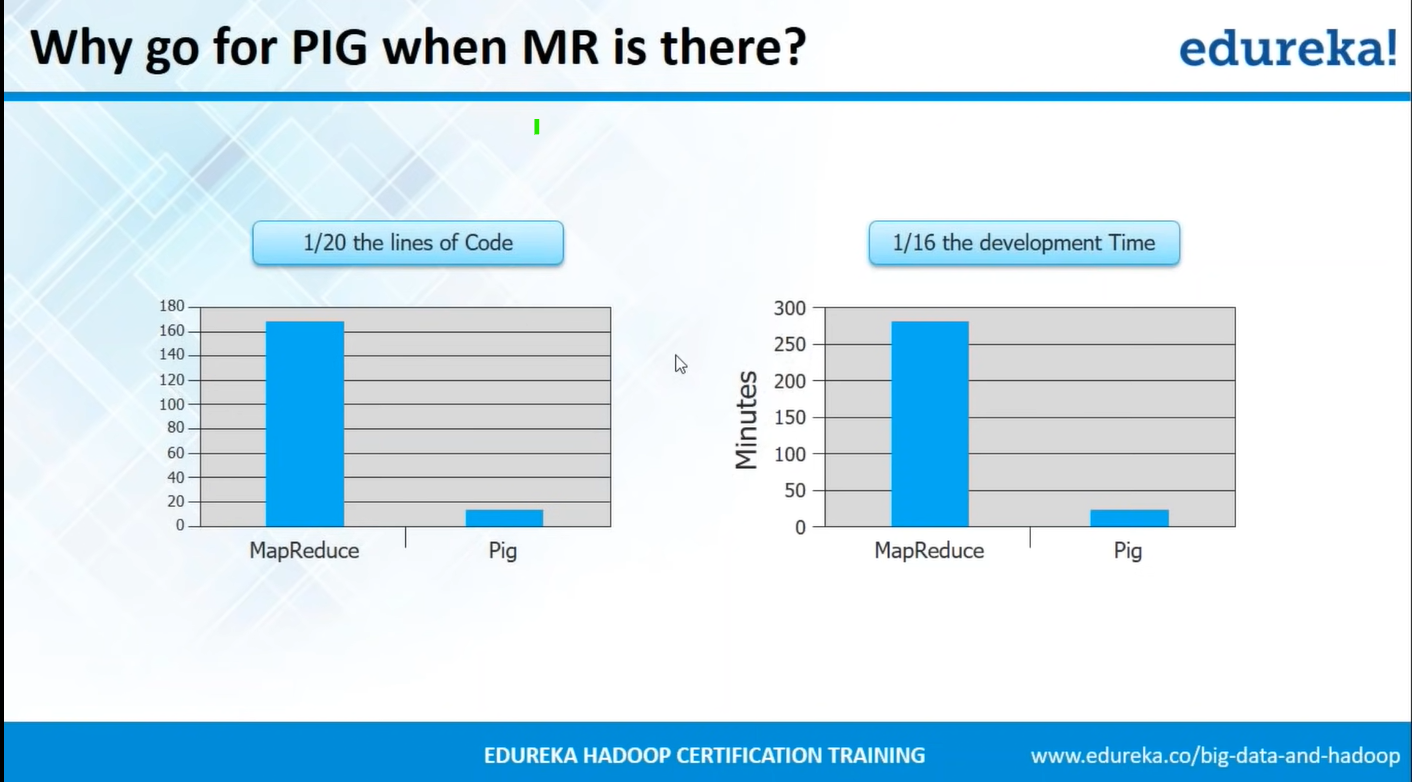 Why go for PIG when MR is there?
edureka!
1/20 the lines of Code
180
160
140
120
100
80
60
40
20
0
MapReduce Pig
1/16 the development Time
Minutes
300
250
200
150
100
50
0
MapReduce Pig
EDUREKA HADOOP CERTIFICATION TRAINING
www.edureka.co/big-data-and-hadoop